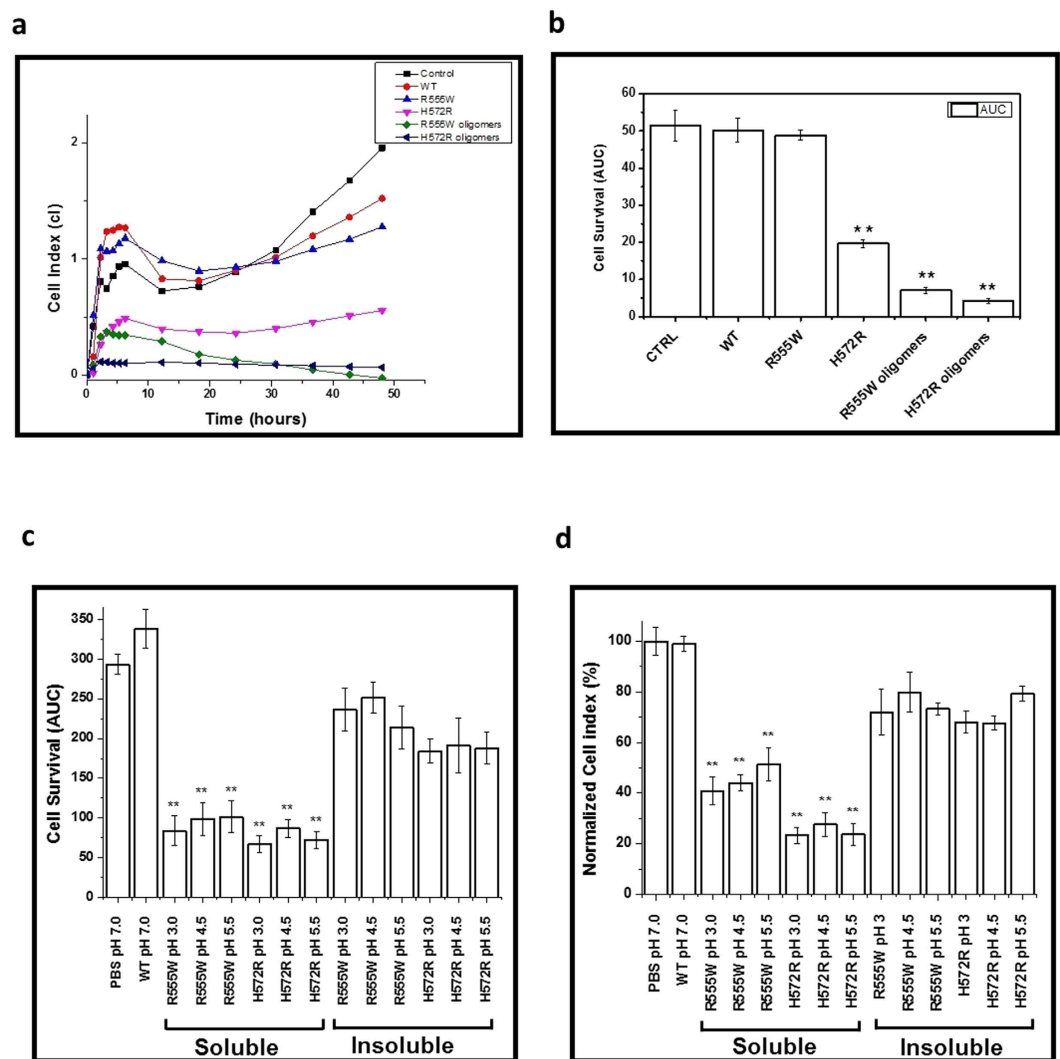 a
Control
WT
R555W
H572R
R555W oligomers
H572R oligomers
2
1
0
Cell Index (cI)
0 10 20 30 40 50
Time (hours)
b
AUC
60
50
40
30
20
10
0
Cell Survival (AUC)
**
**
**
CTRL
WT
R555W
H572R
R555W oligomers
H572R oligomers
c
350
300
250
200
150
100
50
0
Cell Survival (AUC)
** ** ** ** ** **
PBS pH 7.0
WT pH 7.0
R555W pH 3.0
R555W pH 4.5
R555W pH 5.5
H572R pH 3.0
H572R pH 4.5
H572R pH 5.5
R555W pH 3.0
R555W pH 4.5
R555W pH 5.5
H572R pH 3.0
H572R pH 4.5
H572R pH 5.5
Soluble Insoluble
d
100
80
60
40
20
0
Normalized Cell index (%)
** ** ** ** ** **
PBS pH 7.0
WT pH 7.0
R555W pH 3.0
R555W pH 4.5
R555W pH 5.5
H572R pH 3.0
H572R pH 4.5
H572R pH 5.5
R555W pH 3
R555W pH 4.5
R555W pH 5.5
H572R pH 3
H572R pH 4.5
H572R pH 5.5
Soluble Insoluble